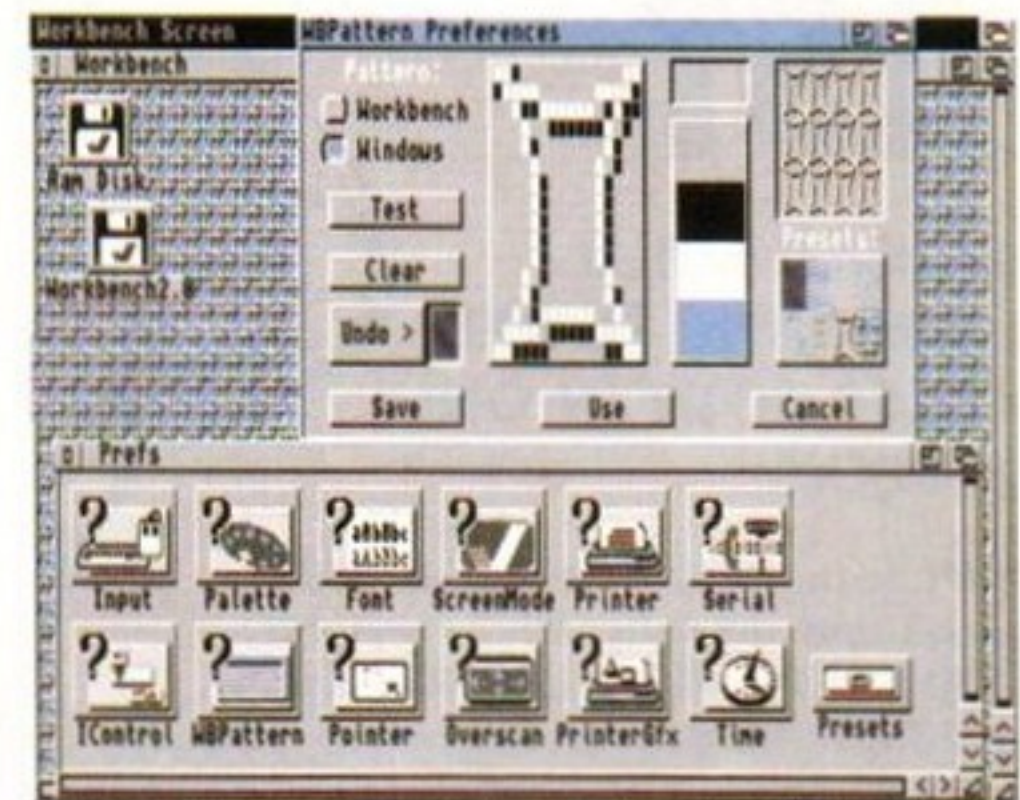 Workbench Screen
WBPattern Preferences
Workbench
Ram Disk
Workbench2.0
Pattern:
Workbench
Windows
Test
Clear
Undo >
Presets:
Save
Use
Cancel
Prefs
? Input
? Palette
? Font
aABbBc
? ScreenMode
? Printer
? Serial
? IControl
? WBPattern
? Pointer
? Overscan
? PrinterGfx
? Time
Presets